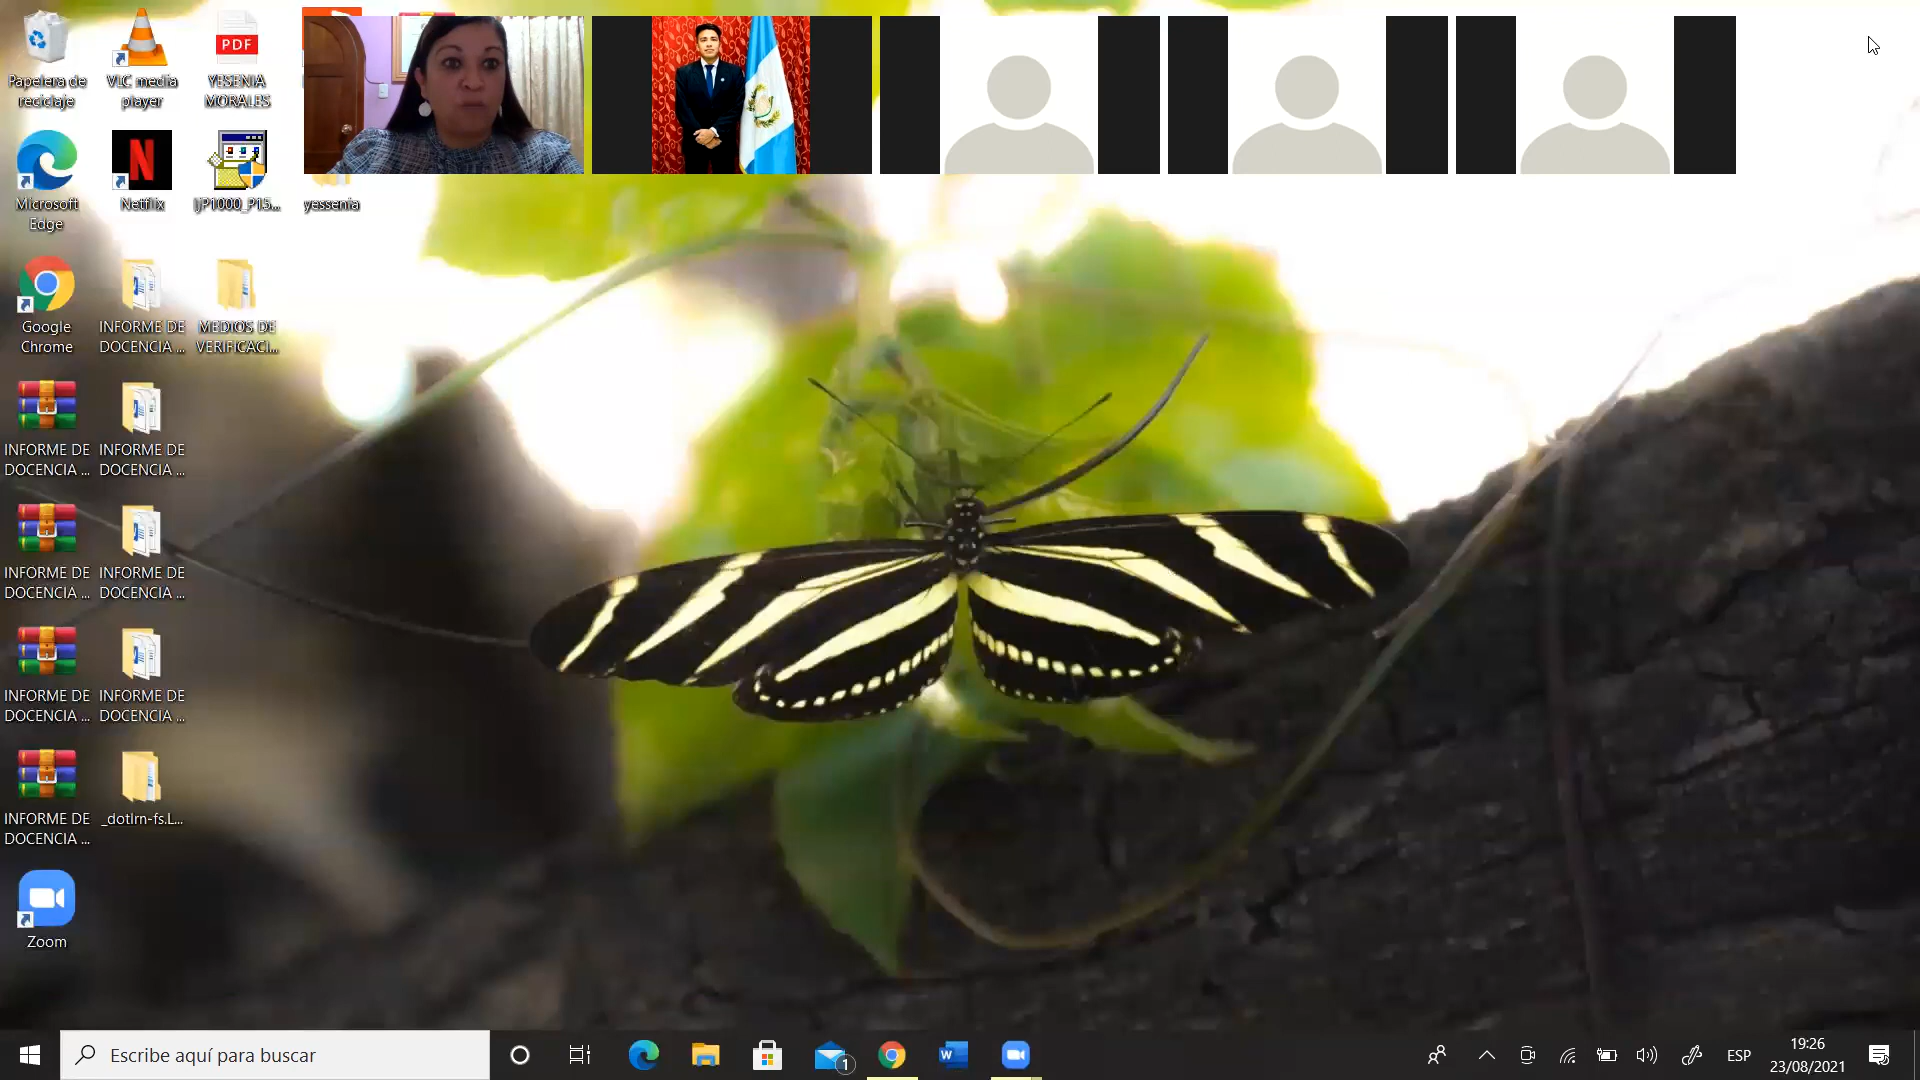 Papelera de
reciclaje
VLC media
player
PDF
YESENIA
MORALES
Microsoft
Edge
N
Netflix
ljP1000_P15...
yessenia
Google
Chrome
INFORME DE
DOCENCIA ...
MEDIOS DE
VERIFICACI...
INFORME DE
DOCENCIA ...
INFORME DE
DOCENCIA ...
INFORME DE
DOCENCIA ...
INFORME DE
DOCENCIA ...
INFORME DE
DOCENCIA ...
INFORME DE
DOCENCIA ...
INFORME DE
DOCENCIA ...
_dotlrn-fs.L...
Zoom
Escribe aquí para buscar
1
W
ESP
19:26
23/08/2021